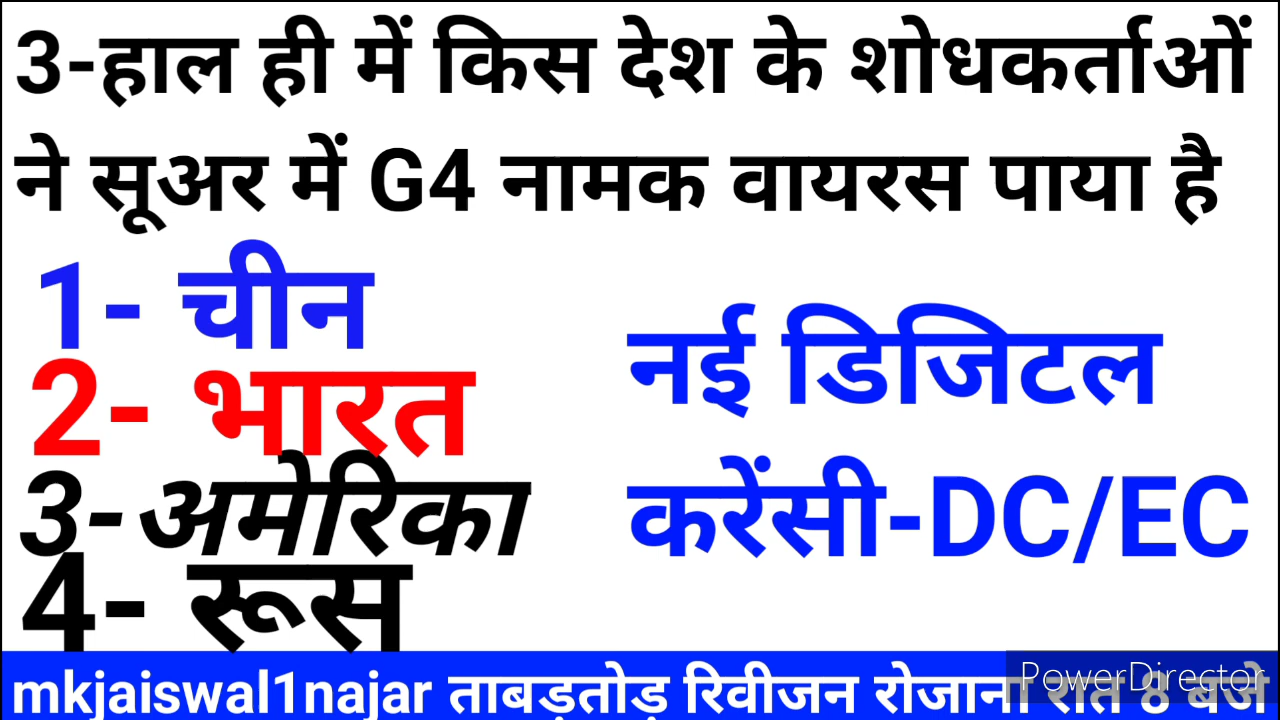 3-हाल ही में किस देश के शोधकर्ताओं
ने सूअर में G4 नामक वायरस पाया है
1- चीन
2- भारत
3-अमेरिका
4- रूस
नई डिजिटल
करेंसी-DC/EC
mkjaiswal1najar ताबड़तोड़ रिवीजन रोजाना रात 8 बजे
PowerDirector